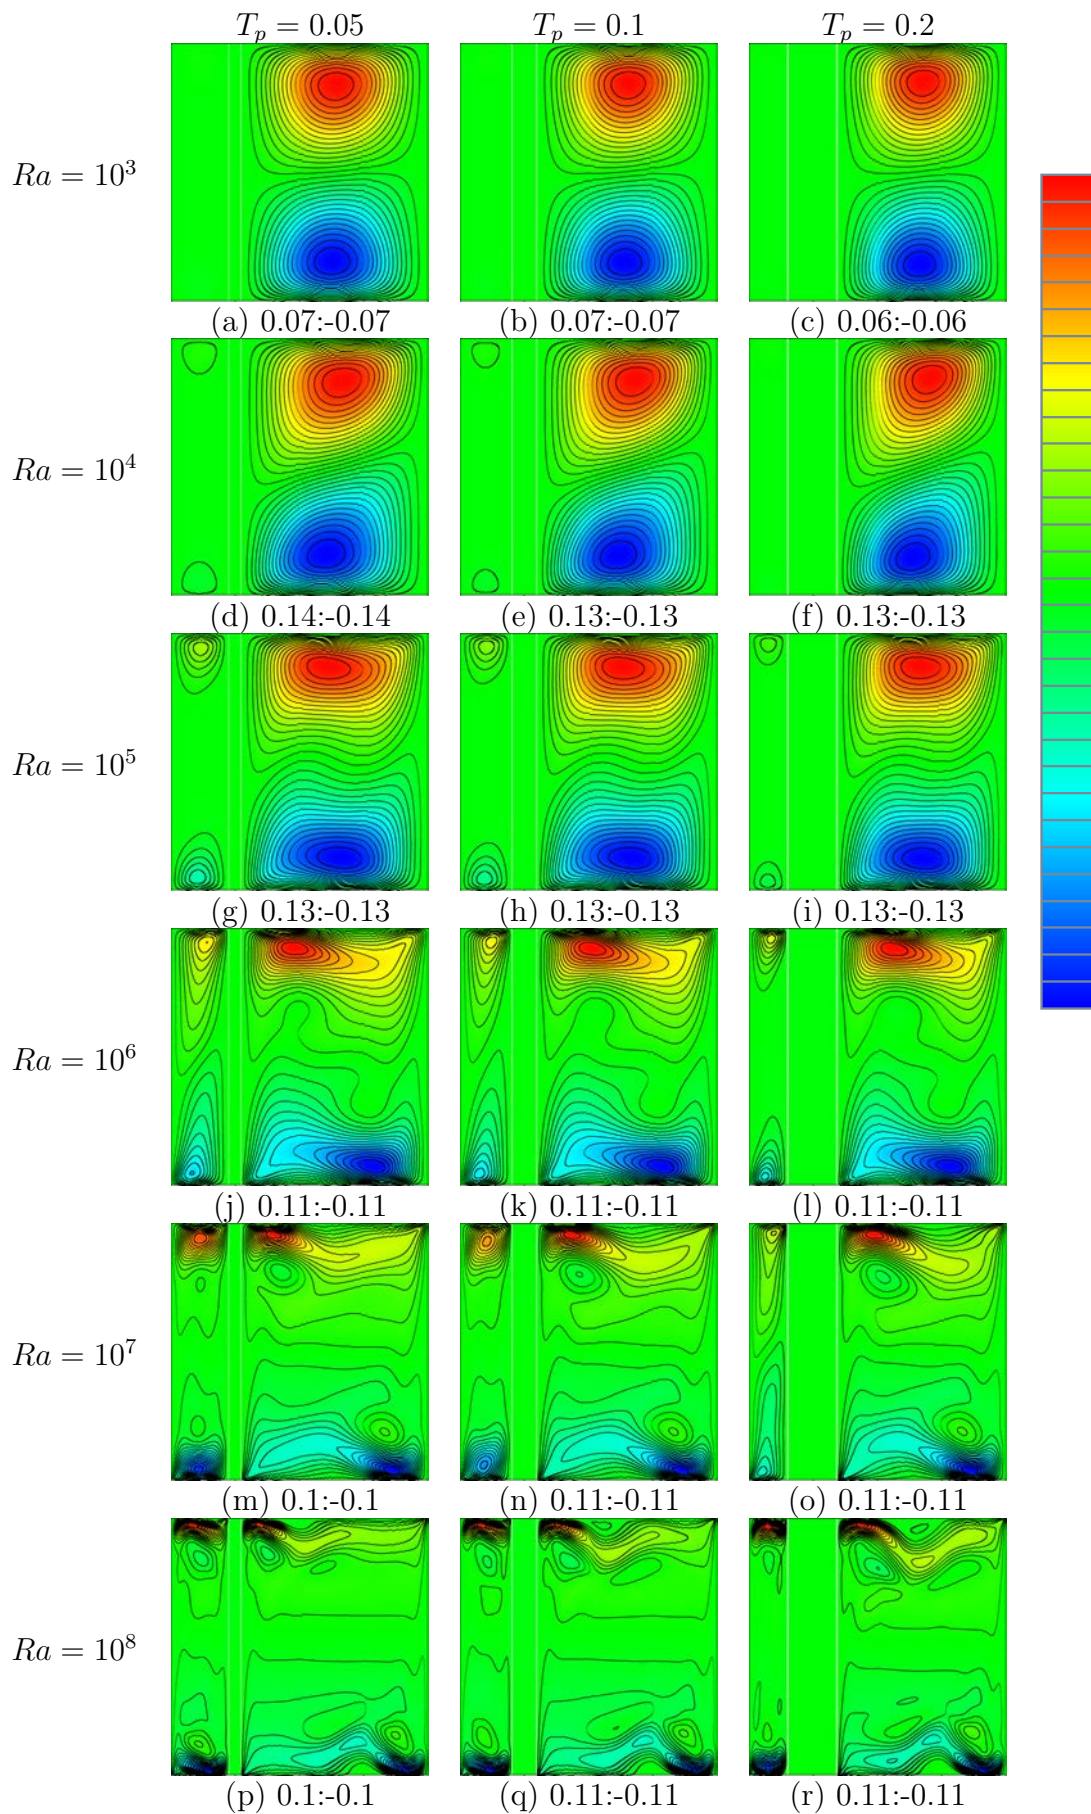 T_p = 0.05 T_p = 0.1 T_p = 0.2
Ra = 10^3
(a) 0.07:-0.07 (b) 0.07:-0.07 (c) 0.06:-0.06
Ra = 10^4
(d) 0.14:-0.14 (e) 0.13:-0.13 (f) 0.13:-0.13
Ra = 10^5
(g) 0.13:-0.13 (h) 0.13:-0.13 (i) 0.13:-0.13
Ra = 10^6
(j) 0.11:-0.11 (k) 0.11:-0.11 (l) 0.11:-0.11
Ra = 10^7
(m) 0.1:-0.1 (n) 0.11:-0.11 (o) 0.11:-0.11
Ra = 10^8
(p) 0.1:-0.1 (q) 0.11:-0.11 (r) 0.11:-0.11